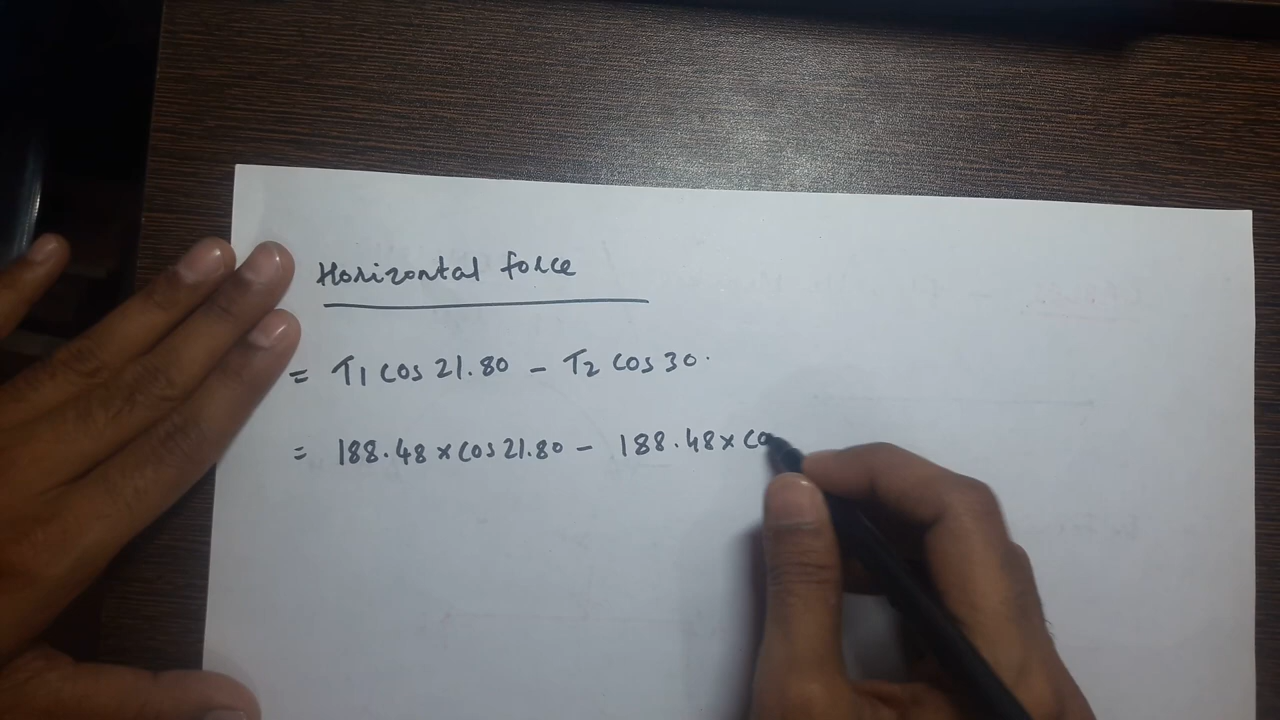 Horizontal force
= T1 cos 21.80 - T2 cos 30.
= 188.48 x cos 21.80 - 188.48 x co